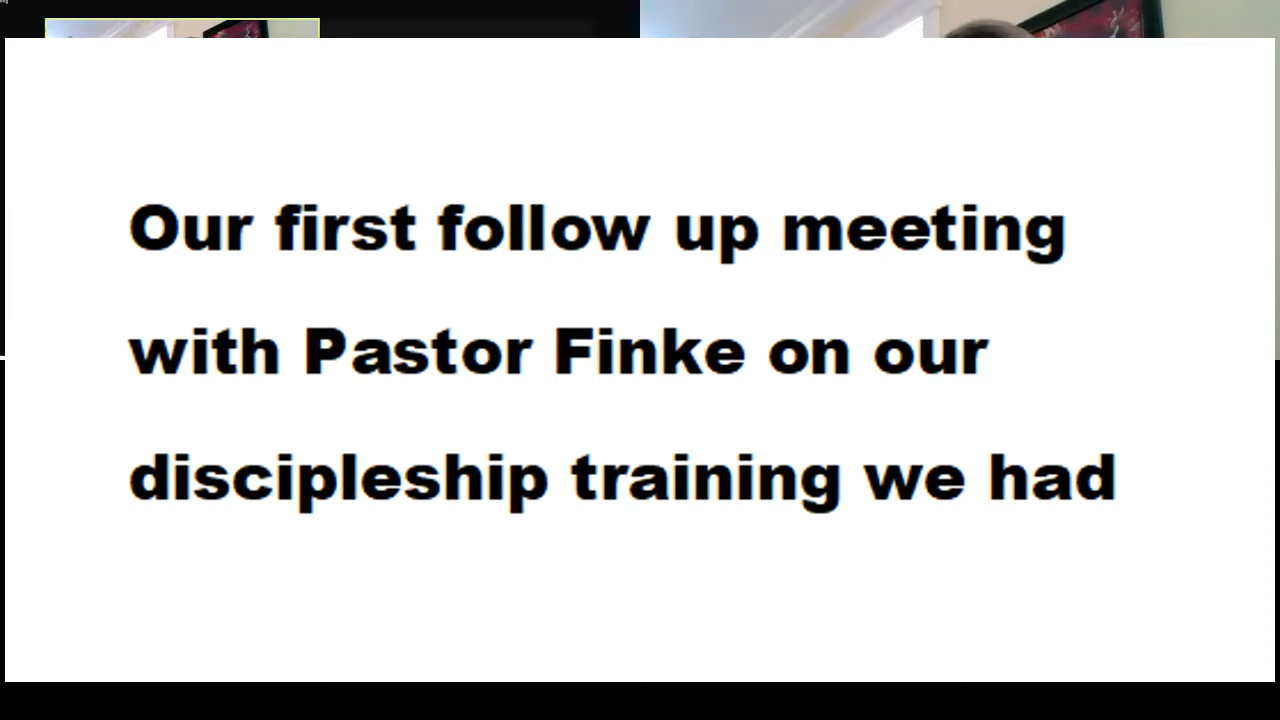 Our first follow up meeting
with Pastor Finke on our
discipleship training we had